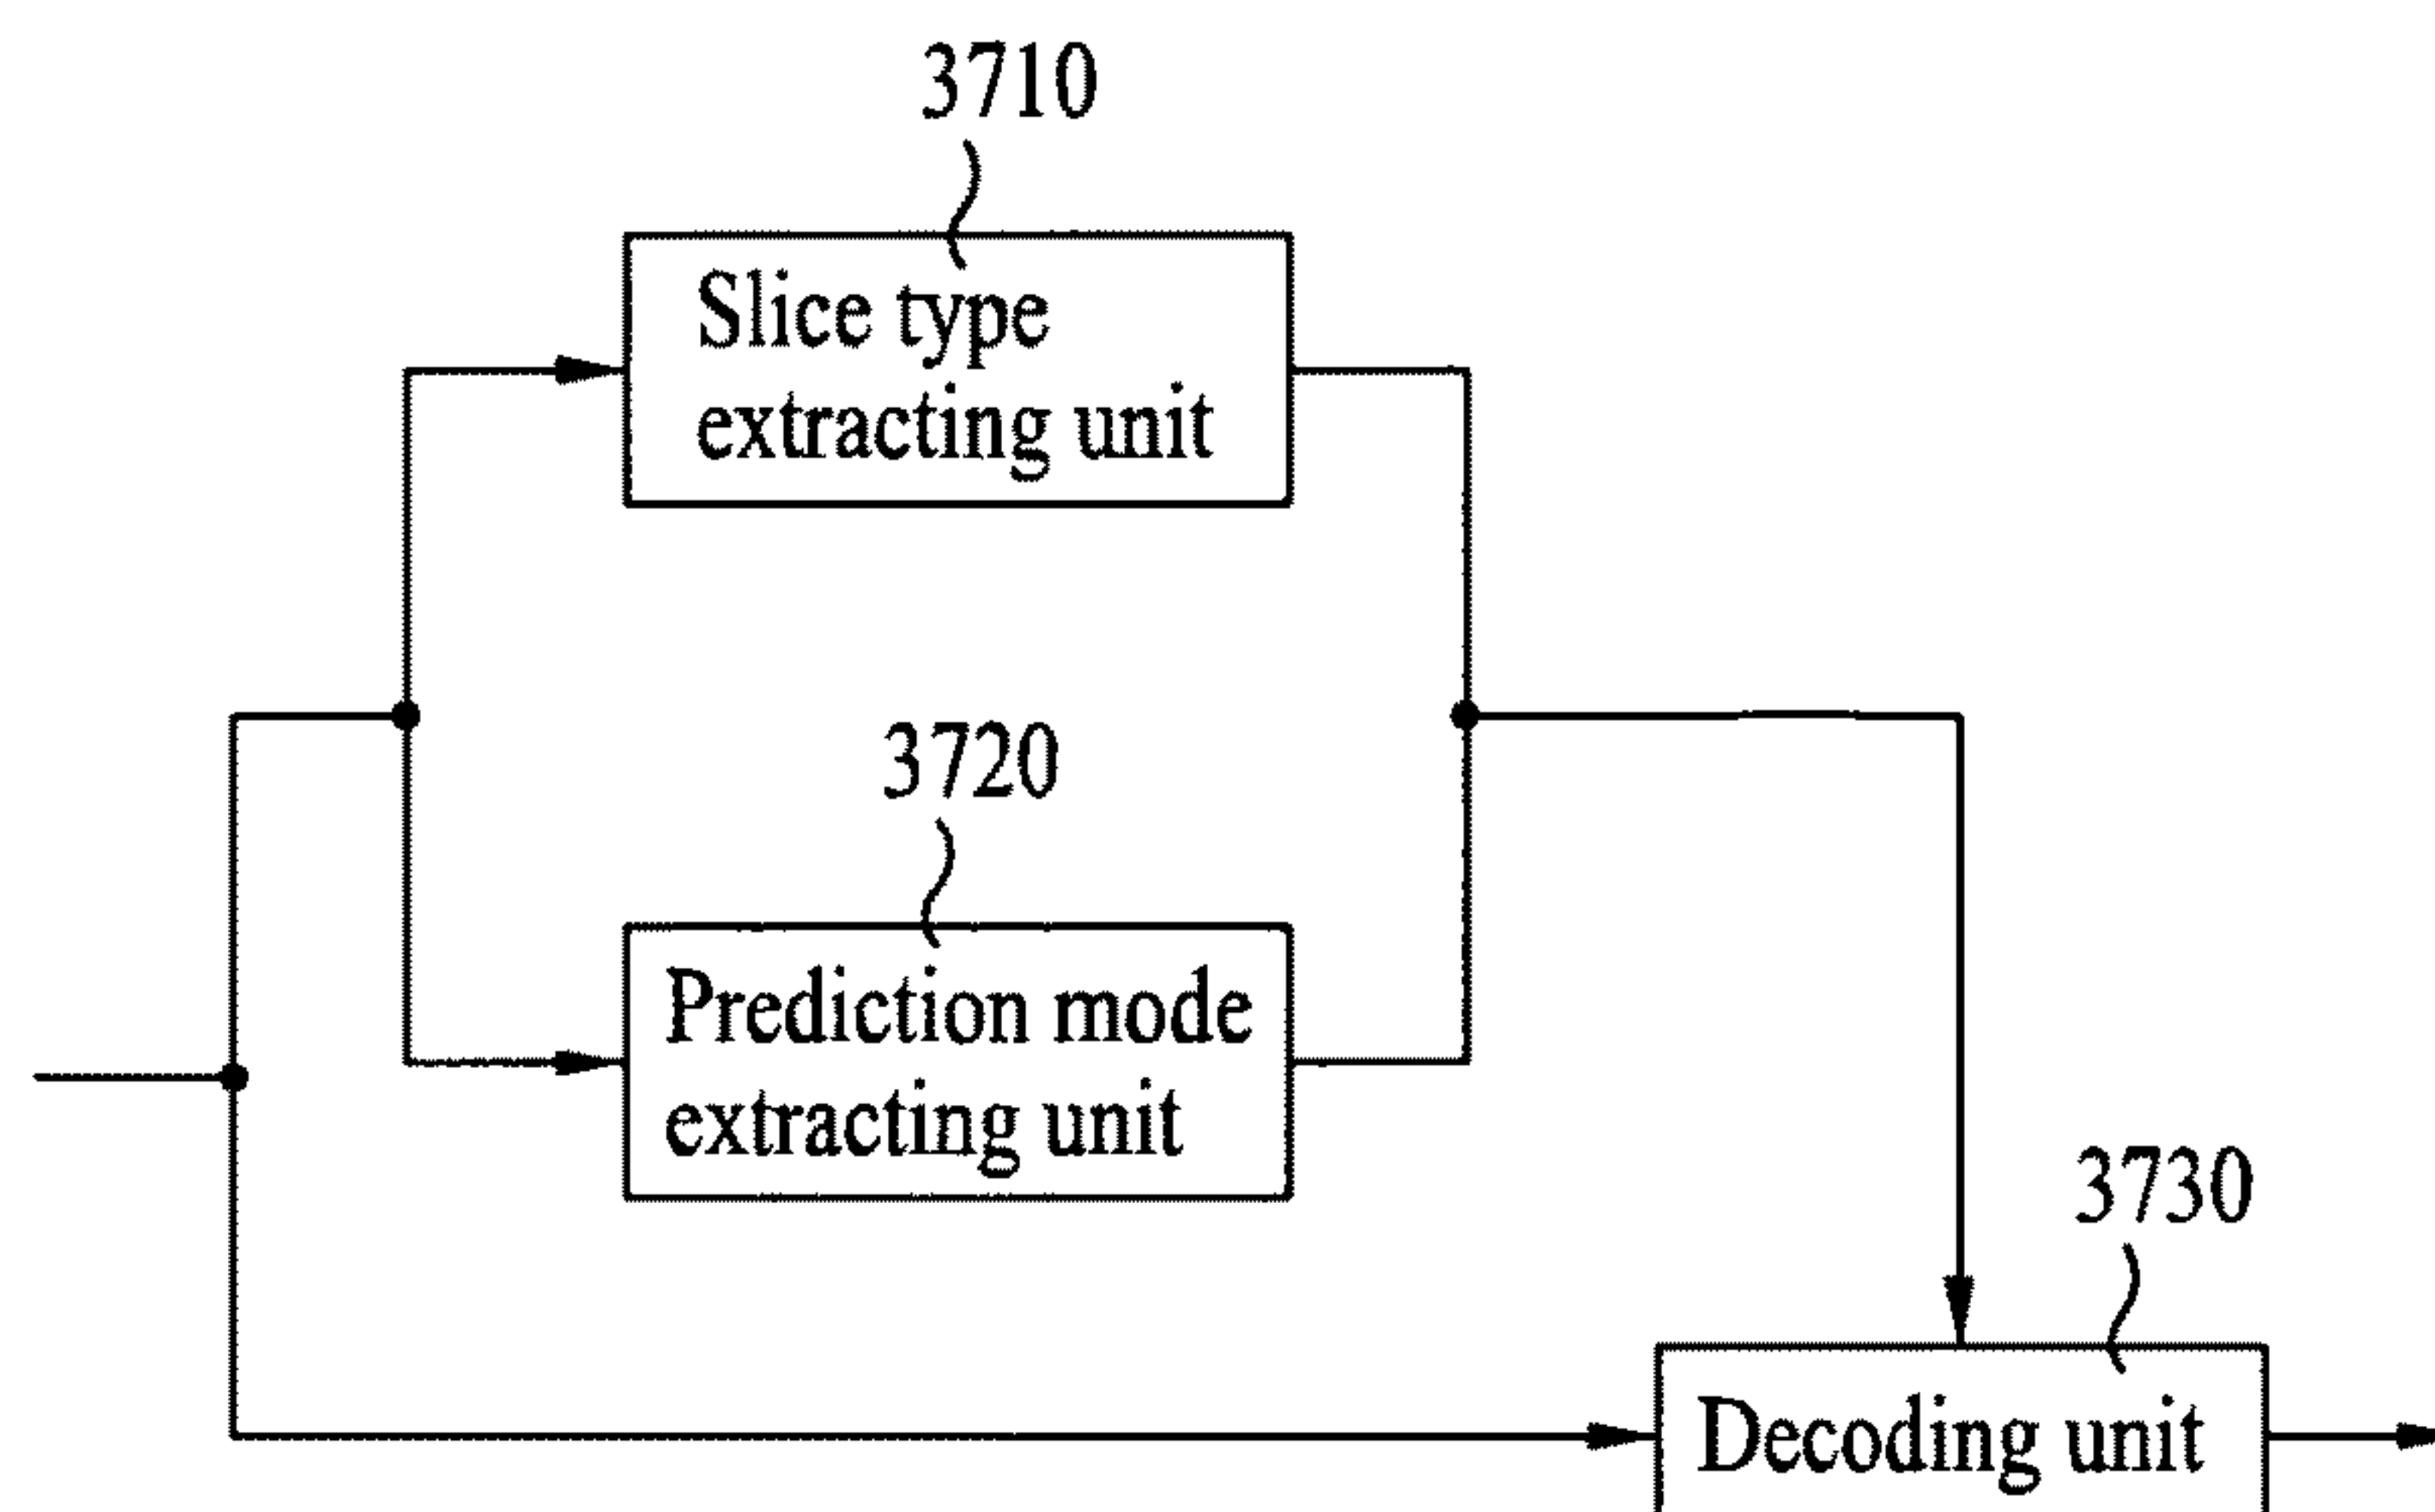 3710
Slice type
extracting unit
3720
Prediction mode
extracting unit
3730
Decoding unit